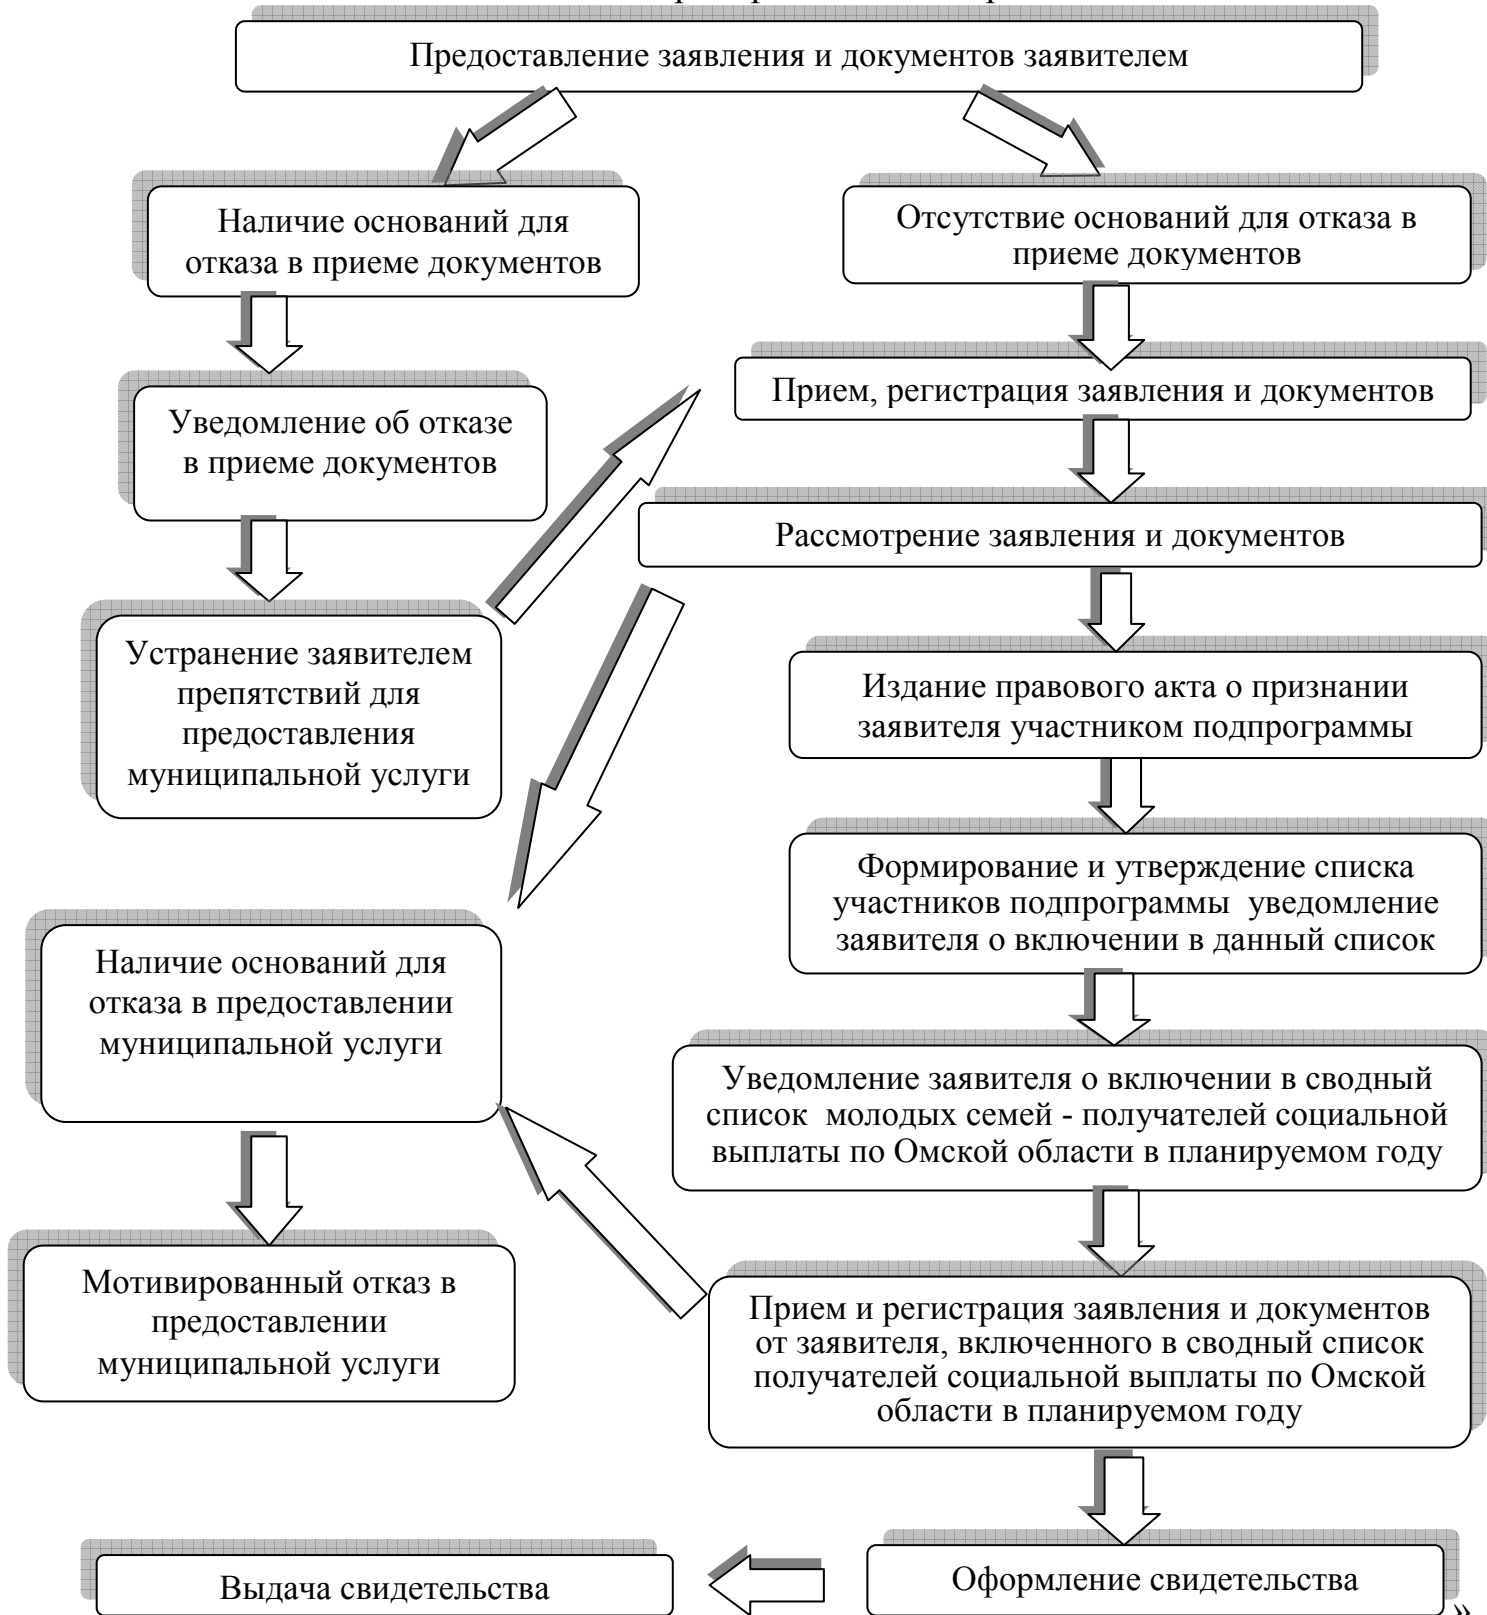 Предоставление заявления и документов заявителем
Наличие оснований для
отказа в приеме документов
Отсутствие оснований для отказа в
приеме документов
Прием, регистрация заявления и документов
Уведомление об отказе
в приеме документов
Рассмотрение заявления и документов
Устранение заявителем
препятствий для
предоставления
муниципальной услуги
Издание правового акта о признании
заявителя участником подпрограммы
Формирование и утверждение списка
участников подпрограммы  уведомление
заявителя о включении в данный список
Наличие оснований для
отказа в предоставлении
муниципальной услуги
Уведомление заявителя о включении в сводный
список  молодых семей - получателей социальной
выплаты по Омской области в планируемом году
Мотивированный отказ в
предоставлении
муниципальной услуги
Прием и регистрация заявления и документов
от заявителя, включенного в сводный список
получателей социальной выплаты по Омской
области в планируемом году
Оформление свидетельства
Выдача свидетельства
»